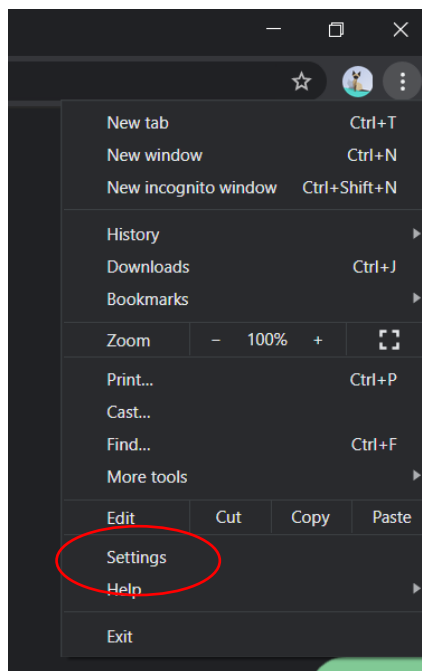 New tab Ctrl+T
New window Ctrl+N
New incognito window Ctrl+Shift+N
History
Downloads Ctrl+J
Bookmarks
Zoom - 100% +
Print... Ctrl+P
Cast...
Find... Ctrl+F
More tools
Edit Cut Copy Paste
Settings
Help
Exit